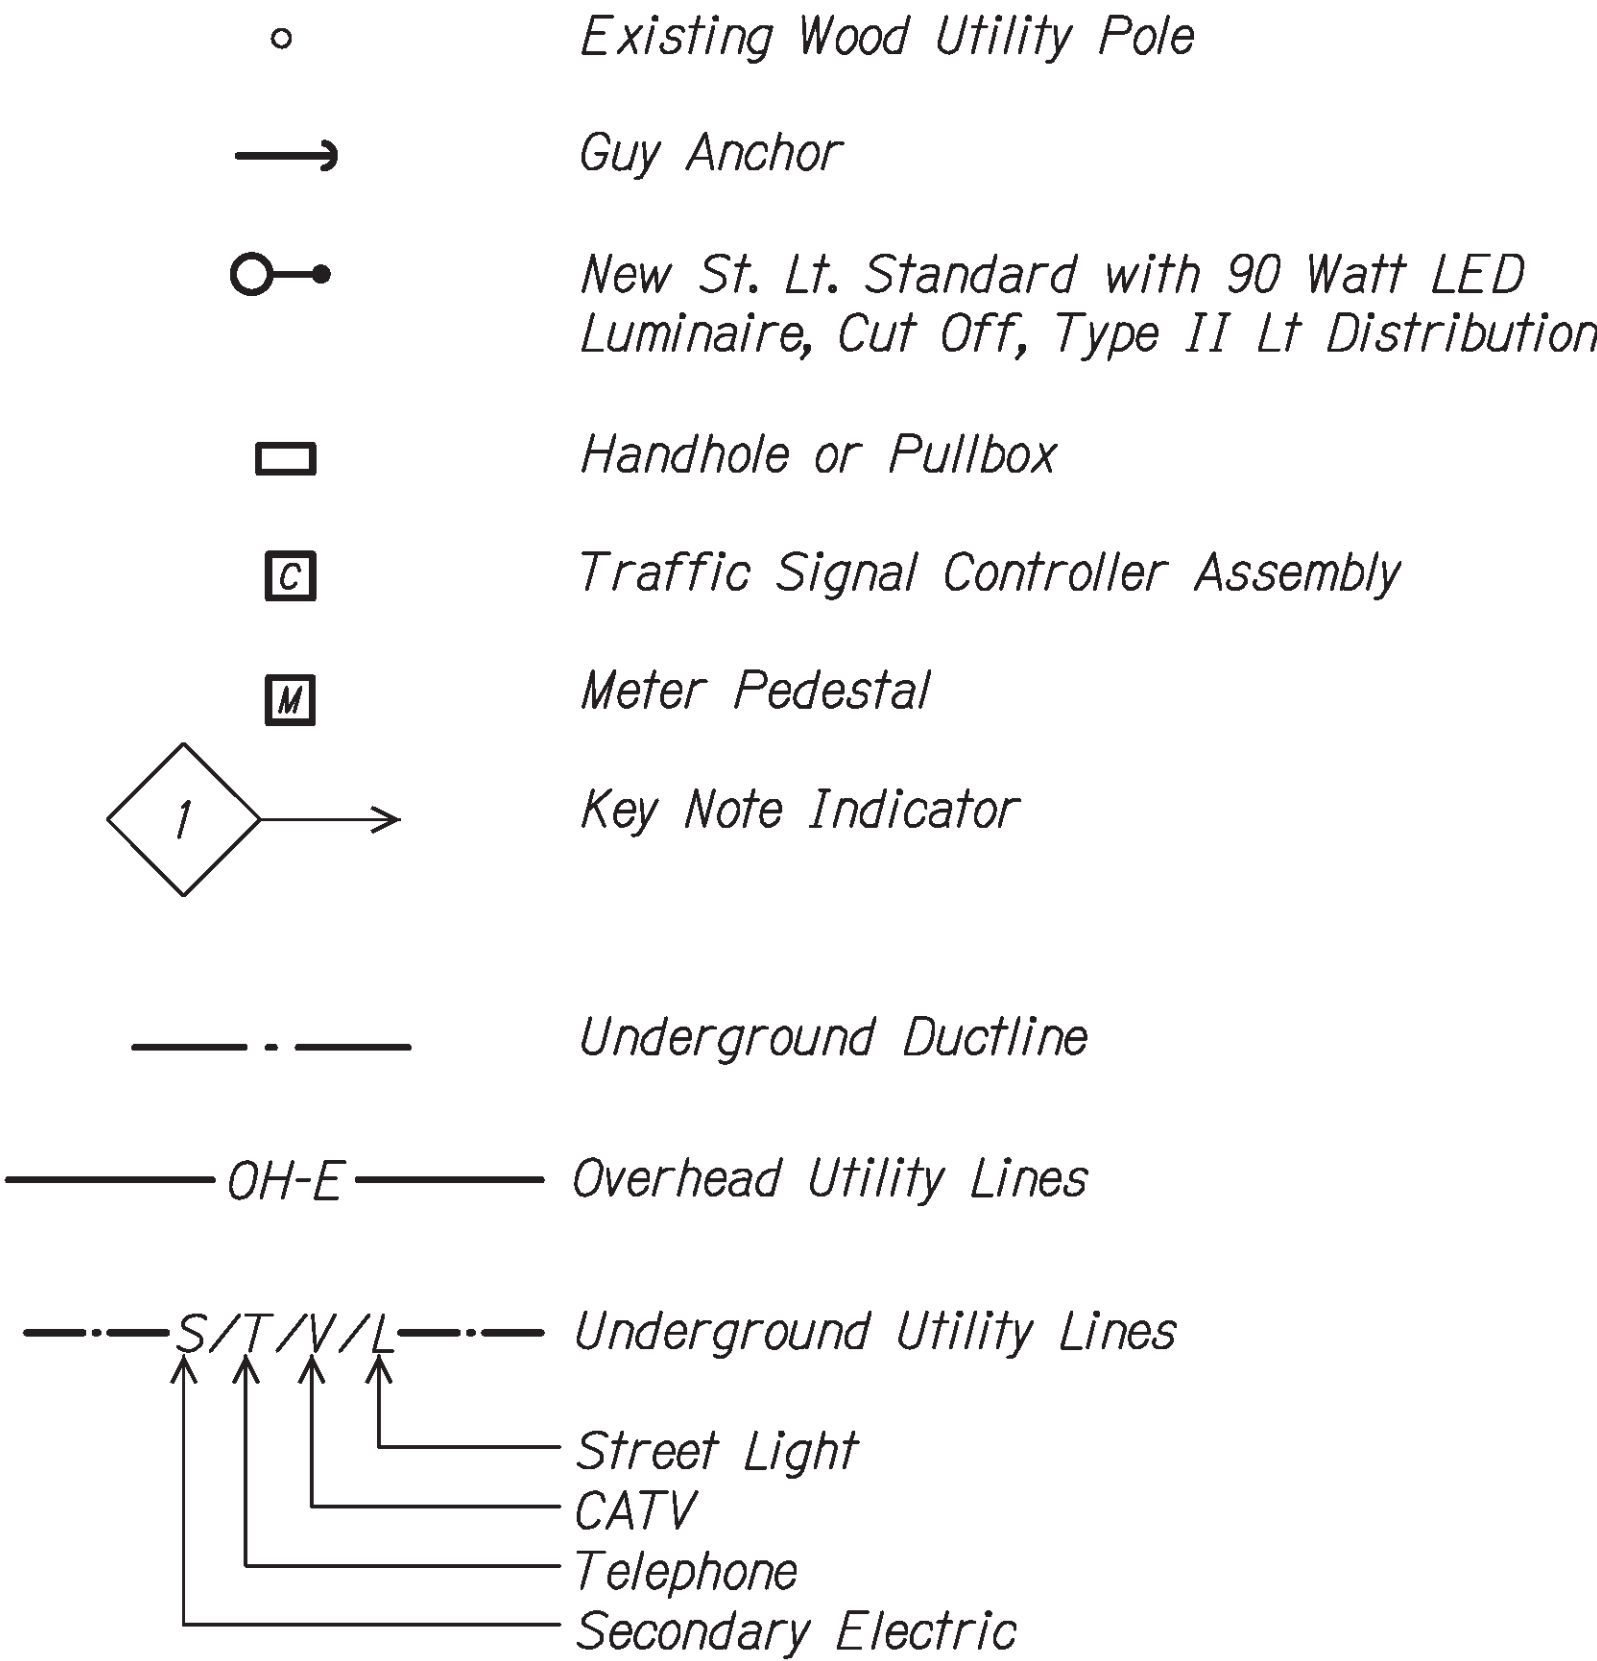 Existing Wood Utility Pole
Guy Anchor
New St. Lt. Standard with 90 Watt LED
Luminaire, Cut Off, Type II Lt Distribution
Handhole or Pullbox
C Traffic Signal Controller Assembly
M Meter Pedestal
1 Key Note Indicator
Underground Ductline
OH-E Overhead Utility Lines
S/T/V/L Underground Utility Lines
Street Light
CATV
Telephone
Secondary Electric